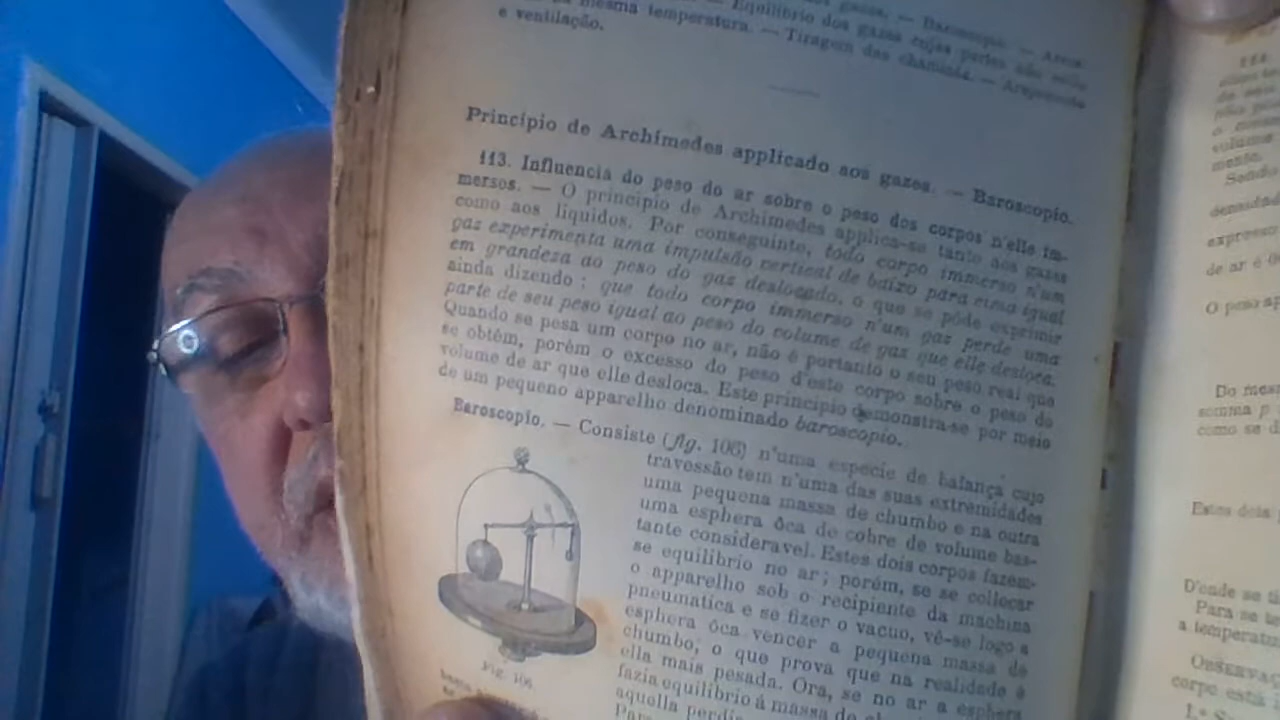 gazes. — Baroscopio. —
— Equilibrio dos gazes cujas partes não
mesma temperatura. — Tiragem das chaminés. —
e ventilação.
Principio de Archimedes applicado aos gazes. — Baroscopio.
113. Influencia do peso do ar sobre o peso dos corpos n'elle im-
mersos. — O principio de Archimedes applica-se tanto aos gazes
como aos liquidos. Por conseguinte, todo corpo immerso n'um
gaz experimenta uma impulsão vertical de baixo para cima igual
em grandeza ao peso do gaz deslocado, o que se póde exprimir
ainda dizendo : que todo corpo immerso n'um gaz perde uma
parte de seu peso igual ao peso do volume de gaz que elle desloca.
Quando se pesa um corpo no ar, não é portanto o seu peso real que
se obtém, porém o excesso do peso d'este corpo sobre o peso do
volume de ar que elle desloca. Este principio demonstra-se por meio
de um pequeno apparelho denominado baroscopio.
Baroscopio. — Consiste (fig. 106) n'uma especie de balança cujo
travessão tem n'uma das suas extremidades
uma pequena massa de chumbo e na outra
uma esphera ôca de cobre de volume bas-
tante consideravel. Estes dois corpos fazem-
se equilibrio no ar ; porém, se se collocar
o apparelho sob o recipiente da machina
pneumatica e se fizer o vacuo, vê-se logo a
esphera ôca vencer a pequena massa de
chumbo, o que prova que na realidade é
ella mais pesada. Ora, se no ar a esphera
fazia equilibrio á massa do
aquella
Para
Fig. 106.
expresso
de ar é
O peso
Do mes
somma p
como se d
Estes dois
D'onde se
Para se
a temperatu
corpo está